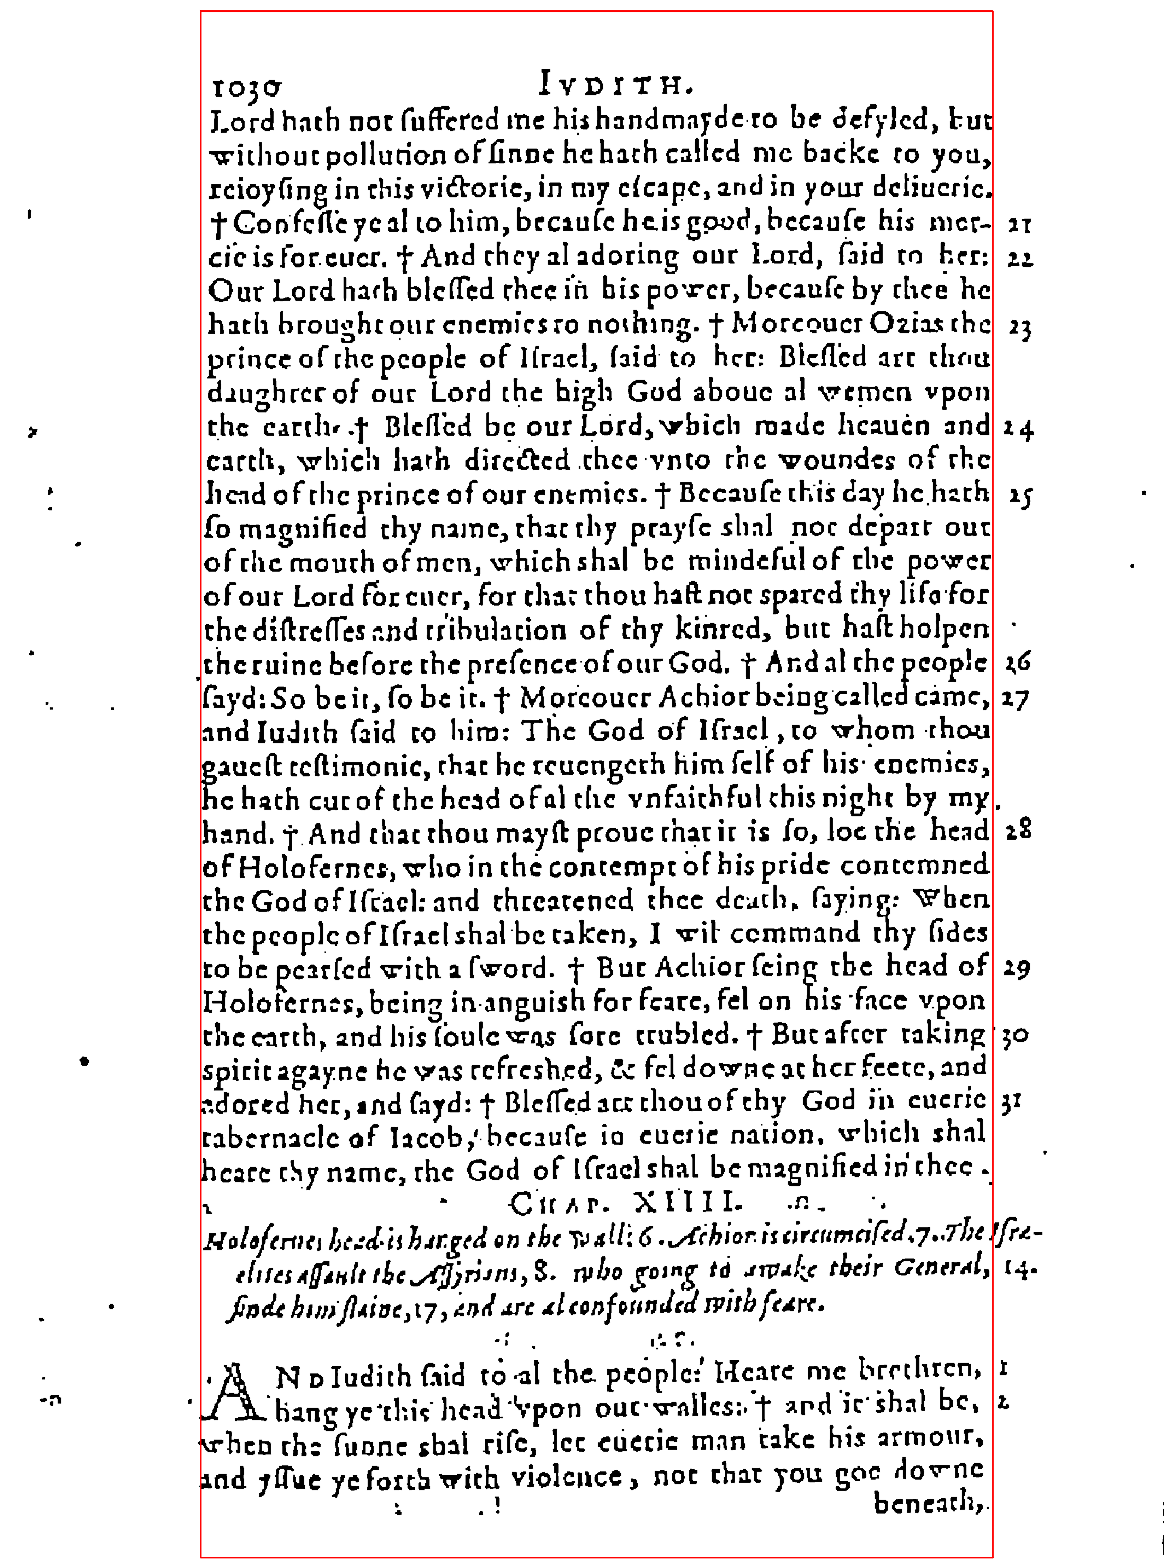 1030 IVDITH.
Lord hath not ſuffered me his handmayde to be defyled, but
without pollution of ſinne he hath called me backe to you,
reioyſing in this victorie, in my eſcape, and in your deliuerie.
† Confeſſe ye al to him, becauſe he is good, becauſe his mer- 21
cie is for euer. † And they al adoring our Lord, ſaid to her: 22
Our Lord hath bleſſed thee in his power, becauſe by thee he
hath brought our enemies to nothing. † Moreouer Ozias the 23
prince of the people of Iſrael, ſaid to her: Bleſſed art thou
daughter of our Lord the high God aboue al wemen vpon
the earth. † Bleſſed be our Lord, which made heauen and 24
earth, which hath directed thee vnto the woundes of the
head of the prince of our enemies. † Becauſe this day he hath 25
ſo magnified thy name, that thy prayſe shal not depart out
of the mouth of men, which shal be mindeful of the power
of our Lord for euer, for that thou haſt not spared thy life for
the diſtreſſes and tribulation of thy kinred, but haſt holpen
the ruine before the preſence of our God. † And al the people 26
ſayd: So be it, ſo be it. † Moreouer Achior being called came, 27
and Iudith ſaid to him: The God of Iſrael, to whom thou
gaueſt teſtimonie, that he reuengeth him ſelf of his enemies,
he hath cut of the head of al the vnfaithful this night by my
hand. † And that thou mayſt proue that it is ſo, loe the head 28
of Holofernes, who in the contempt of his pride contemned
the God of Iſrael: and threatened thee death, ſaying: When
the people of Iſrael shal be taken, I wil command thy ſides
to be pearſed with a ſword. † But Achior ſeing the head of 29
Holofernes, being in anguish for feare, fel on his face vpon
the earth, and his ſoule was ſore trubled. † But after taking 30
spirit agayne he was refreshed, & fel downe at her feete, and
adored her, and ſayd: † Bleſſed art thou of thy God in euerie 31
tabernacle of Iacob, becauſe in euerie nation, which shal
heare thy name, the God of Iſrael shal be magnified in thee.
CHAP. XIIII.
Holofernes head is hanged on the wall: 6. Achior is circumciſed. 7. The Iſra-
elites aſſault the Aſſyrians, 8. who going to awake their General, 14.
finde him ſlaine, 17, and are al confounded with feare.
AND Iudith ſaid to al the people: Heare me brethren, 1
hang ye this head vpon our walles: † and it shal be, 2
when the ſunne shal riſe, let euerie man take his armour,
and yſſue ye forth with violence, not that you goe downe
beneath,